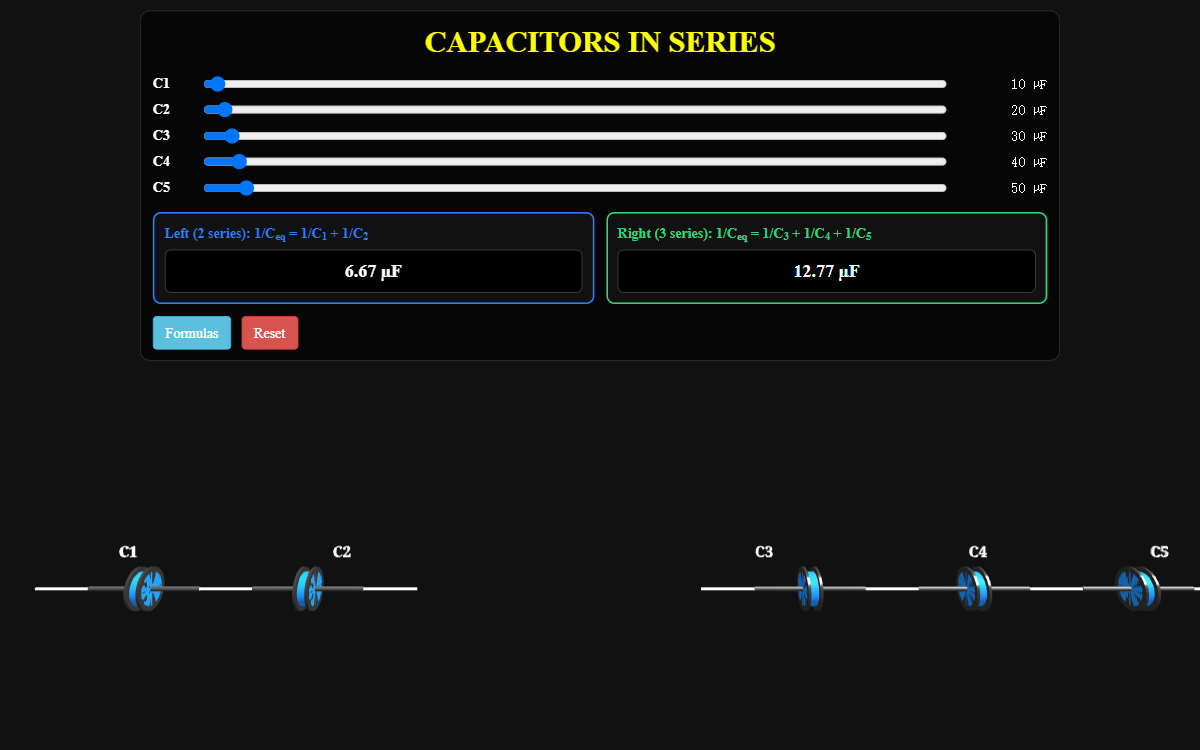 CAPACITORS IN SERIES
C1 10 µF
C2 20 µF
C3 30 µF
C4 40 µF
C5 50 µF
Left (2 series): 1/Ceq = 1/C1 + 1/C2
6.67 µF
Right (3 series): 1/Ceq = 1/C3 + 1/C4 + 1/C5
12.77 µF
Formulas Reset
C1 C2 C3 C4 C5